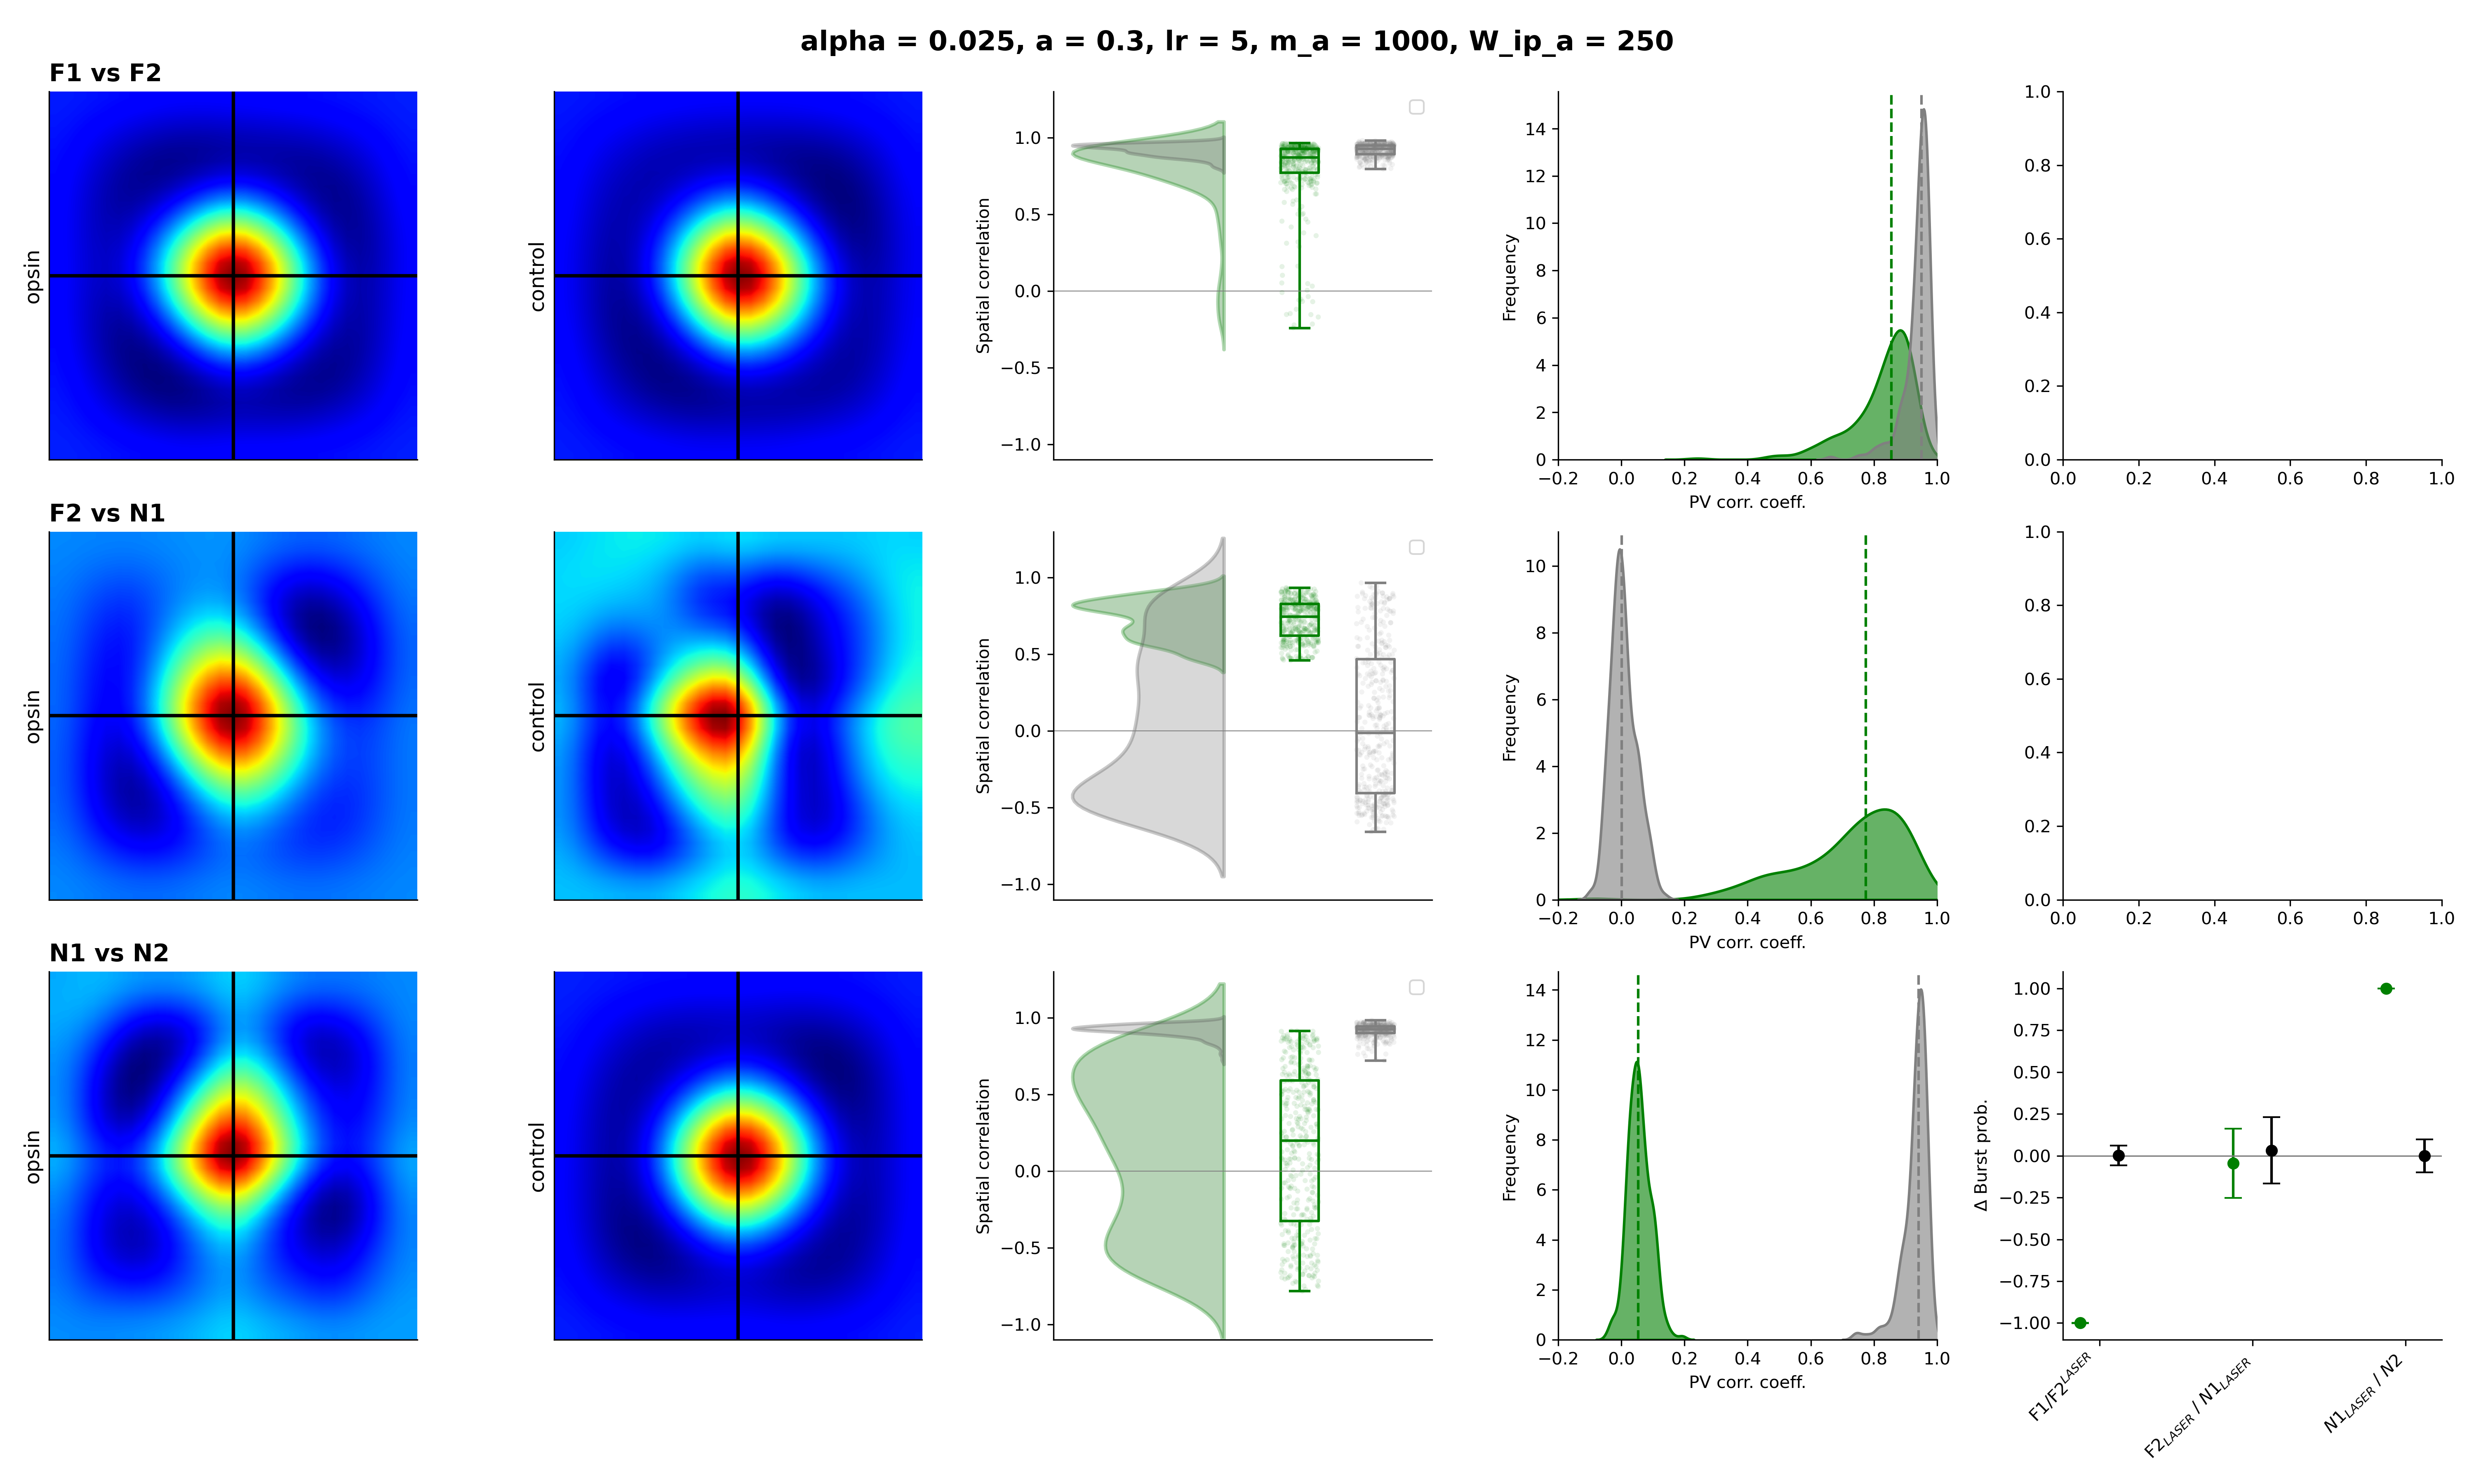 alpha = 0.025, a = 0.3, lr = 5, m_a = 1000, W_ip_a = 250
F1 vs F2
opsin
control
Spatial correlation
1.0
0.5
0.0
−0.5
−1.0
Frequency
14
12
10
8
6
4
2
0
−0.2 0.0 0.2 0.4 0.6 0.8 1.0
PV corr. coeff.
1.0
0.8
0.6
0.4
0.2
0.0
0.0 0.2 0.4 0.6 0.8 1.0
F2 vs N1
opsin
control
Spatial correlation
1.0
0.5
0.0
−0.5
−1.0
Frequency
10
8
6
4
2
0
−0.2 0.0 0.2 0.4 0.6 0.8 1.0
PV corr. coeff.
1.0
0.8
0.6
0.4
0.2
0.0
0.0 0.2 0.4 0.6 0.8 1.0
N1 vs N2
opsin
control
Spatial correlation
1.0
0.5
0.0
−0.5
−1.0
Frequency
14
12
10
8
6
4
2
0
−0.2 0.0 0.2 0.4 0.6 0.8 1.0
PV corr. coeff.
Δ Burst prob.
1.00
0.75
0.50
0.25
0.00
−0.25
−0.50
−0.75
−1.00
F1/F2^LASER
F2_LASER / N1_LASER
N1_LASER / N2